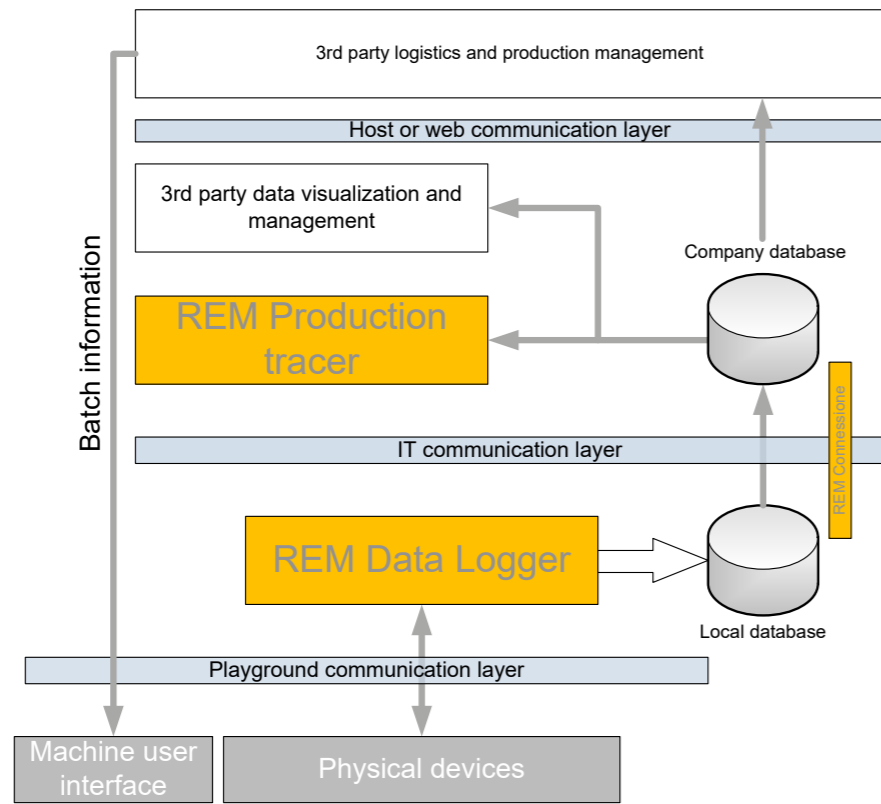 3rd party logistics and production management
Host or web communication layer
3rd party data visualization and
management
Company database
REM Production
tracer
Batch information
REM Connessione
IT communication layer
REM Data Logger
Local database
Playground communication layer
Machine user
interface
Physical devices